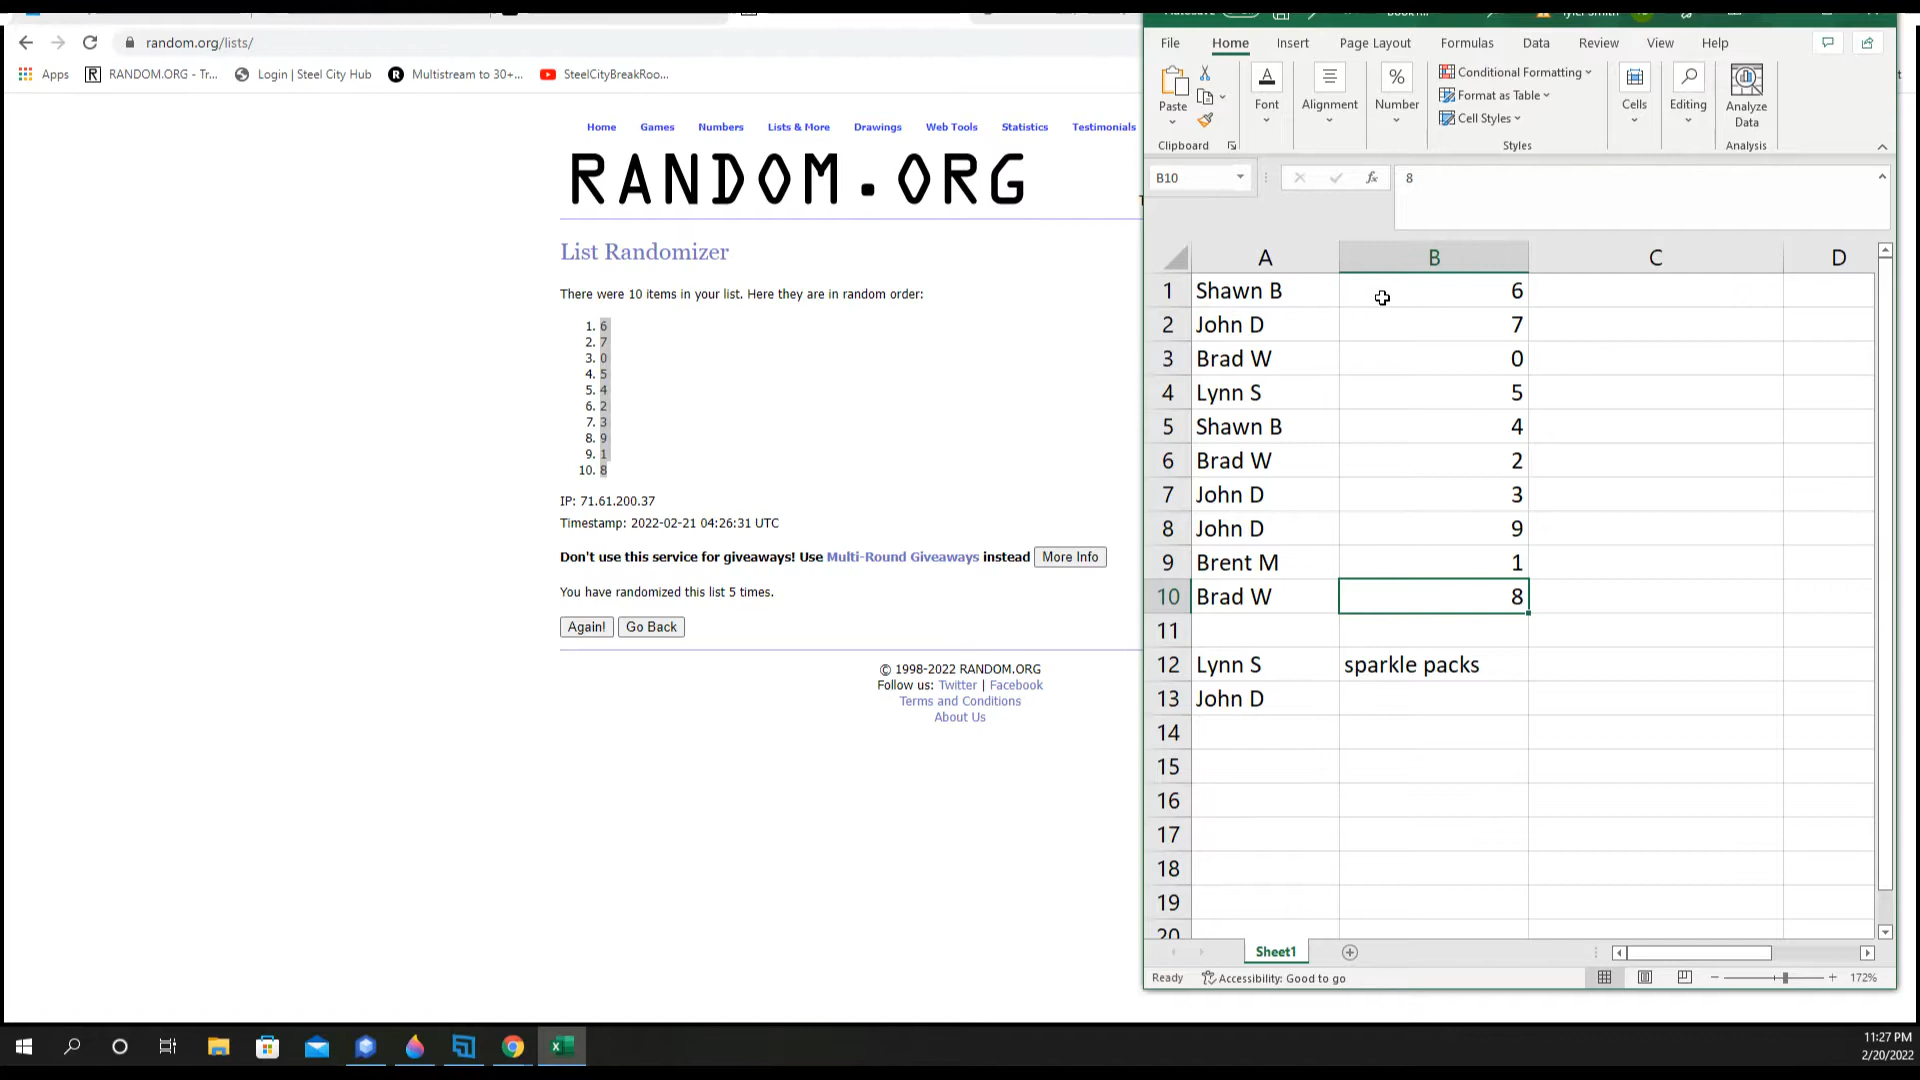 random.org/lists/
Apps
RANDOM.ORG - Tr...
Login | Steel City Hub
Multistream to 30+...
SteelCityBreakRoo...
Home Games Numbers Lists & More Drawings Web Tools Statistics Testimonials
RANDOM.ORG
List Randomizer
There were 10 items in your list. Here they are in random order:
1. 6
2. 7
3. 0
4. 5
5. 4
6. 2
7. 3
8. 9
9. 1
10. 8
IP: 71.61.200.37
Timestamp: 2022-02-21 04:26:31 UTC
Don't use this service for giveaways! Use Multi-Round Giveaways instead More Info
You have randomized this list 5 times.
Again! Go Back
© 1998-2022 RANDOM.ORG
Follow us: Twitter | Facebook
Terms and Conditions
About Us
File Home Insert Page Layout Formulas Data Review View Help
Paste
Clipboard
Font
Alignment
%
Number
Conditional Formatting
Format as Table
Cell Styles
Styles
Cells
Editing
Analyze
Data
Analysis
B10 fx 8
A B C D
1 Shawn B 6
2 John D 7
3 Brad W 0
4 Lynn S 5
5 Shawn B 4
6 Brad W 2
7 John D 3
8 John D 9
9 Brent M 1
10 Brad W 8
11
12 Lynn S sparkle packs
13 John D
14
15
16
17
18
19
20
Sheet1
Ready Accessibility: Good to go 172%
11:27 PM
2/20/2022